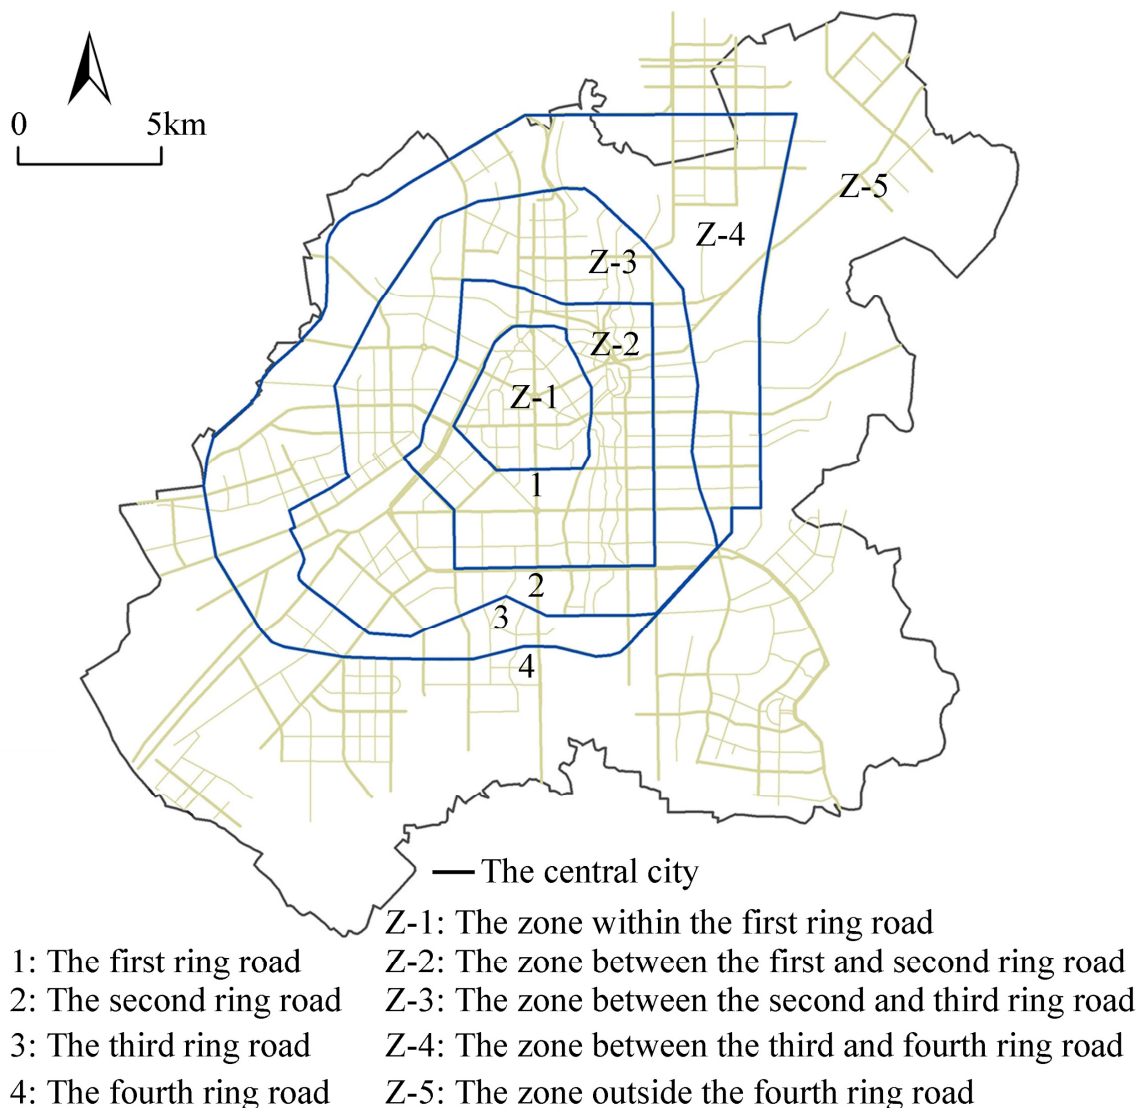 0 5km
Z-5
Z-4
Z-3
Z-2
Z-1
1
2
3
4
The central city
Z-1: The zone within the first ring road
1: The first ring road Z-2: The zone between the first and second ring road
2: The second ring road Z-3: The zone between the second and third ring road
3: The third ring road Z-4: The zone between the third and fourth ring road
4: The fourth ring road Z-5: The zone outside the fourth ring road